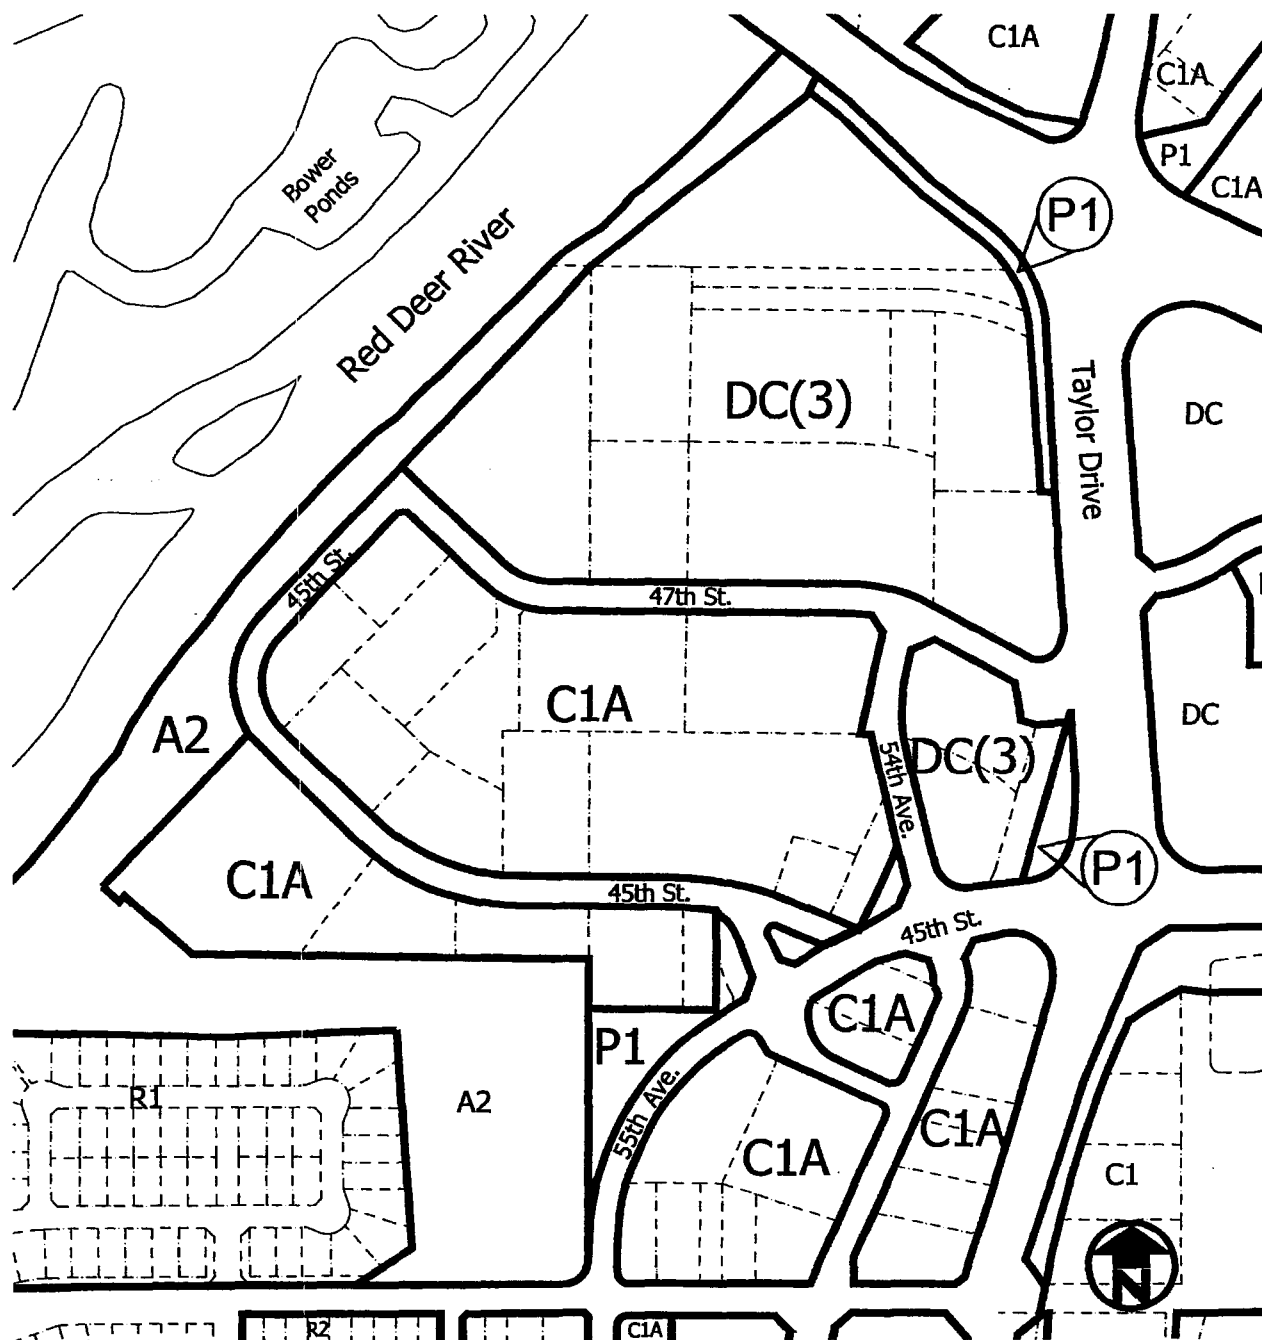 C1A
C1A
P1
C1A
P1
Bower
Ponds
Red Deer River
DC(3)
Taylor Drive
DC
45th St.
47th St.
C1A
A2
DC(3)
DC
54th Ave.
P1
C1A
45th St.
45th St.
C1A
P1
R1
A2
55th Ave.
C1A
C1A
C1
N
R2
C1A